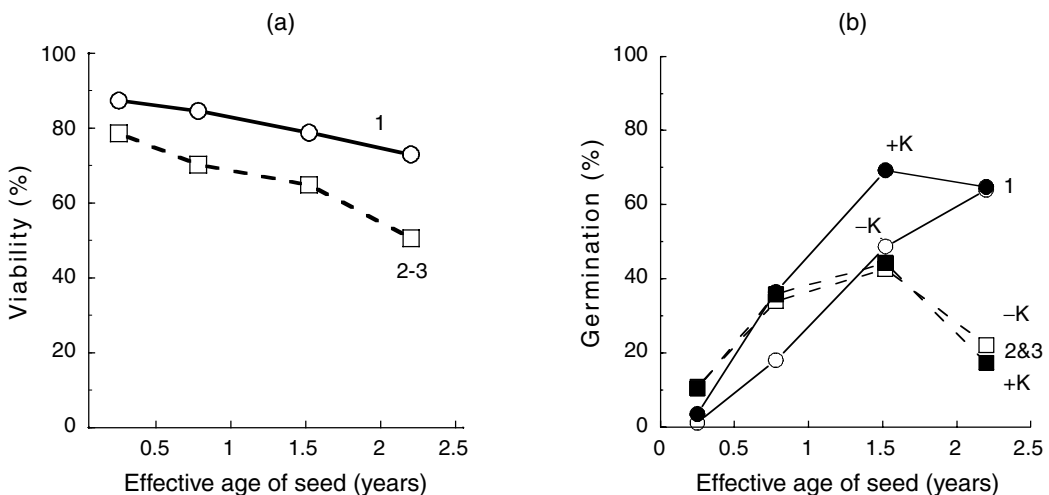 (a)
100
80
60
40
20
0
0.5 1 1.5 2 2.5
Viability (%)
Effective age of seed (years)
1
2-3
(b)
100
80
60
40
20
0
0 0.5 1 1.5 2 2.5
Germination (%)
Effective age of seed (years)
+K
1
–K
–K
2&3
+K